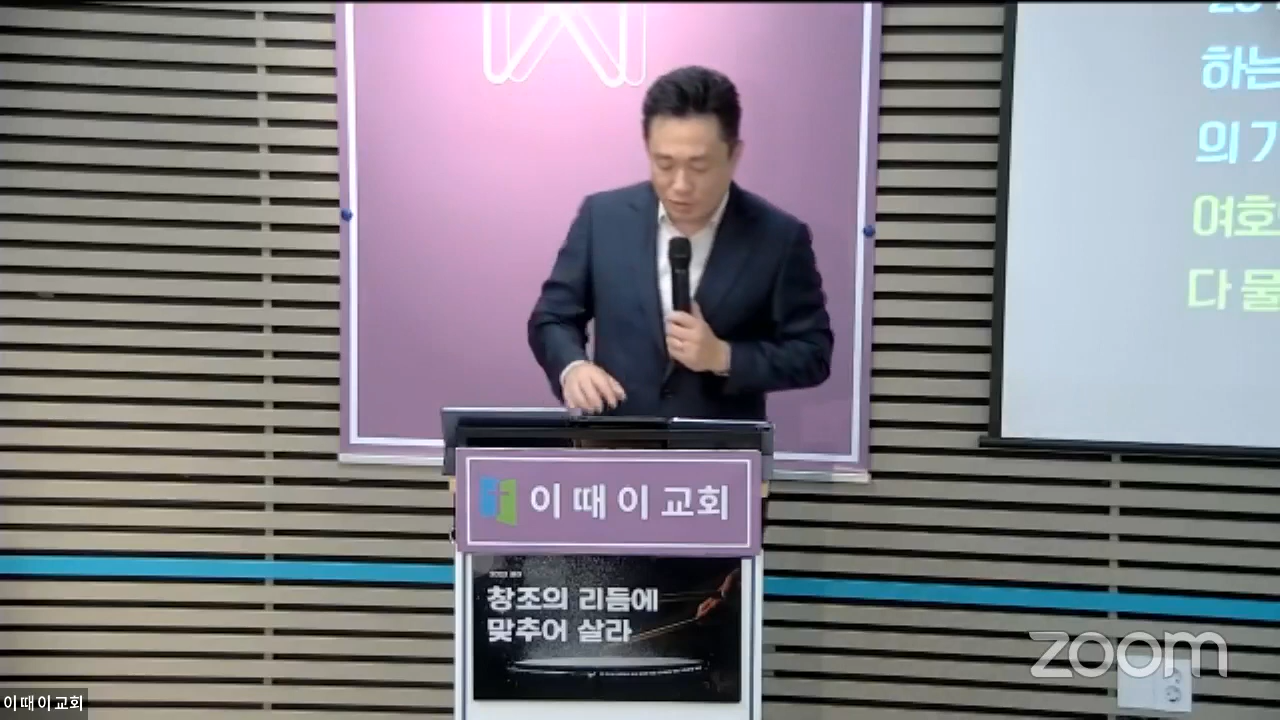 하는
의 기
여호
다 물
이 때 이 교회
창조의 리듬에
맞추어 살라
zoom
이 때 이 교회